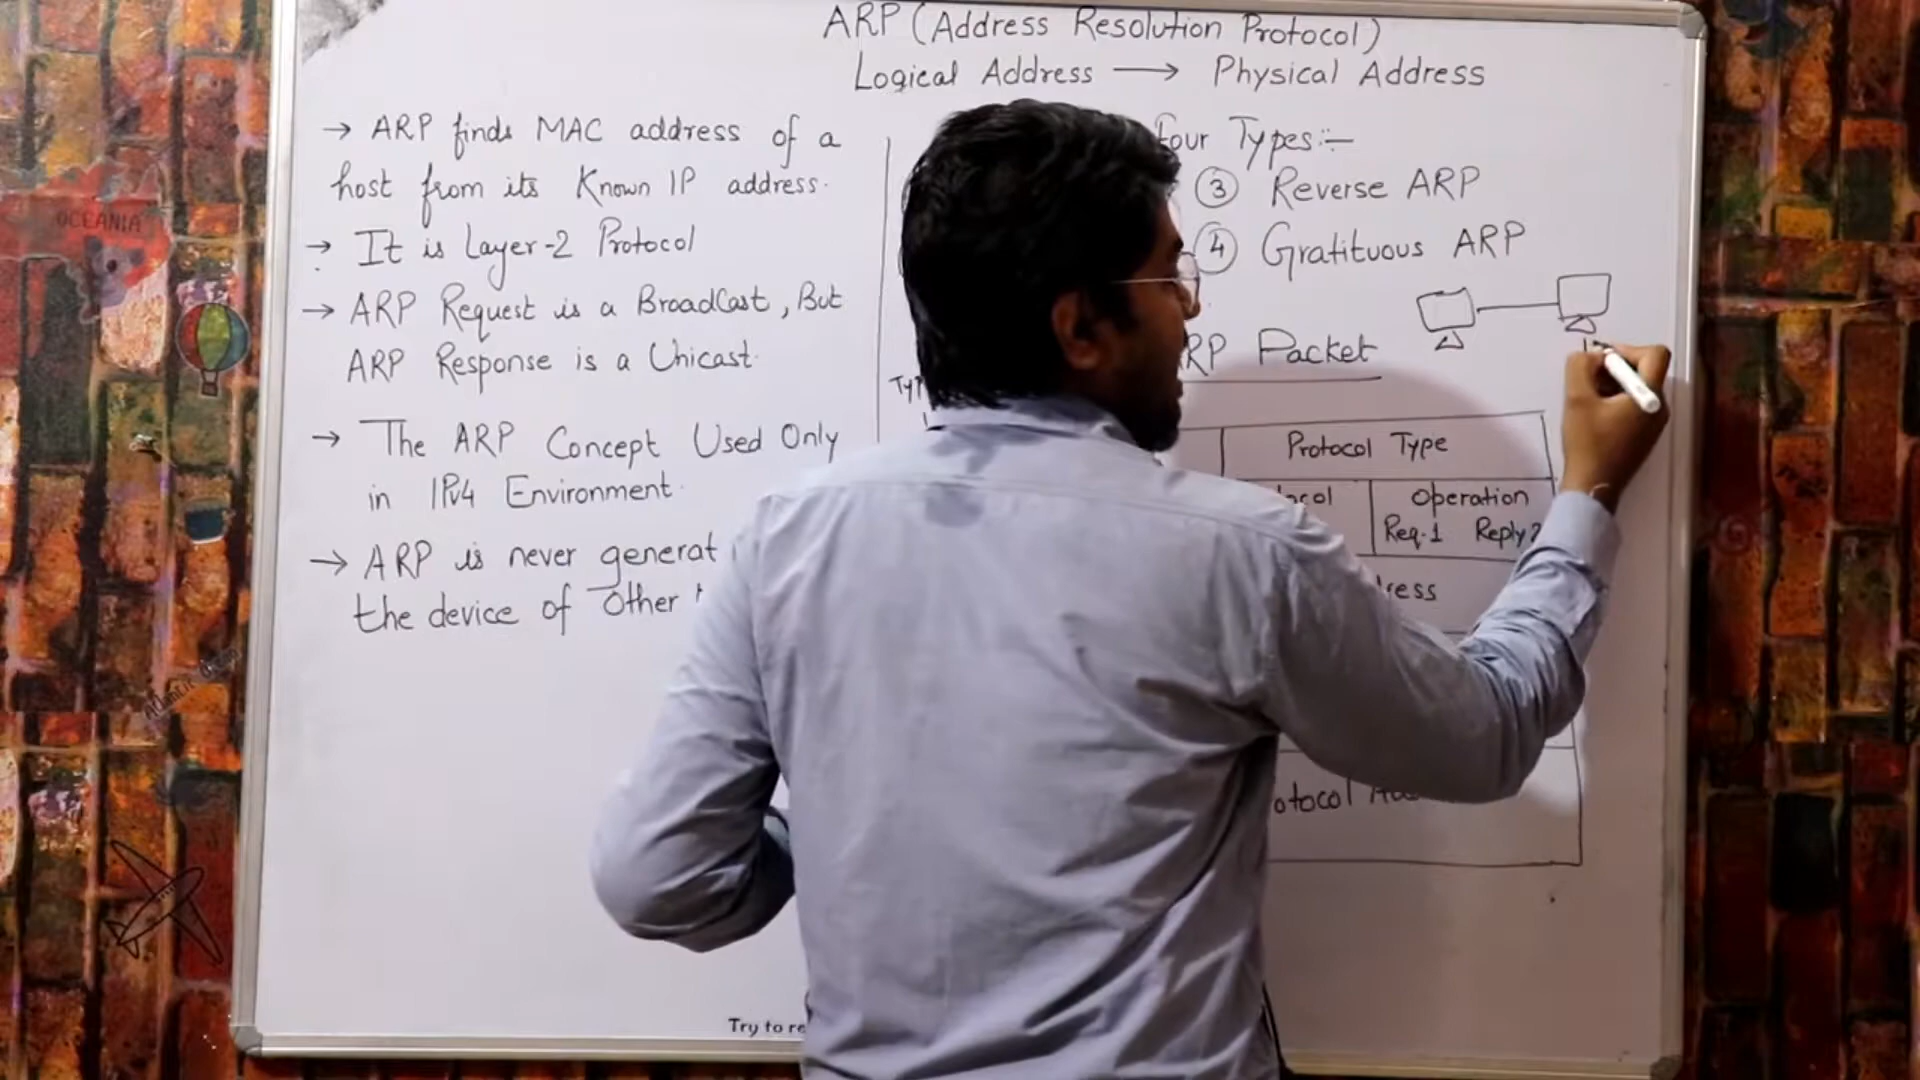 ARP (Address Resolution Protocol)
Logical Address → Physical Address
→ ARP finds MAC address of a
host from its Known IP address.
→ It is Layer-2 Protocol
→ ARP Request is a BroadCast, But
ARP Response is a Unicast.
→ The ARP Concept Used Only
in IPv4 Environment.
→ ARP is never generat
the device of Other
four Types:-
③ Reverse ARP
④ Gratituous ARP
RP Packet
Typ
Protocol Type
ocol
Operation
Req-1 Reply 2
ress
otocol
Try to re
OCEANIA